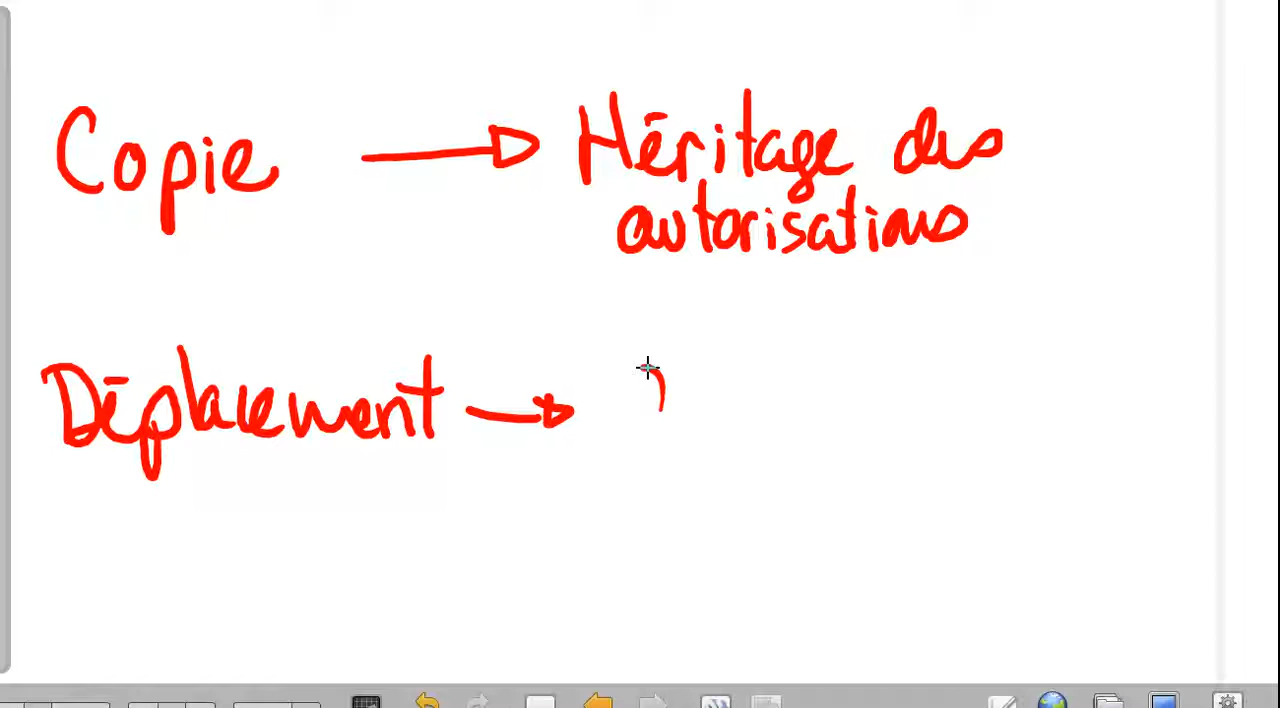 Copie → Héritage des
autorisations
Déplacement →